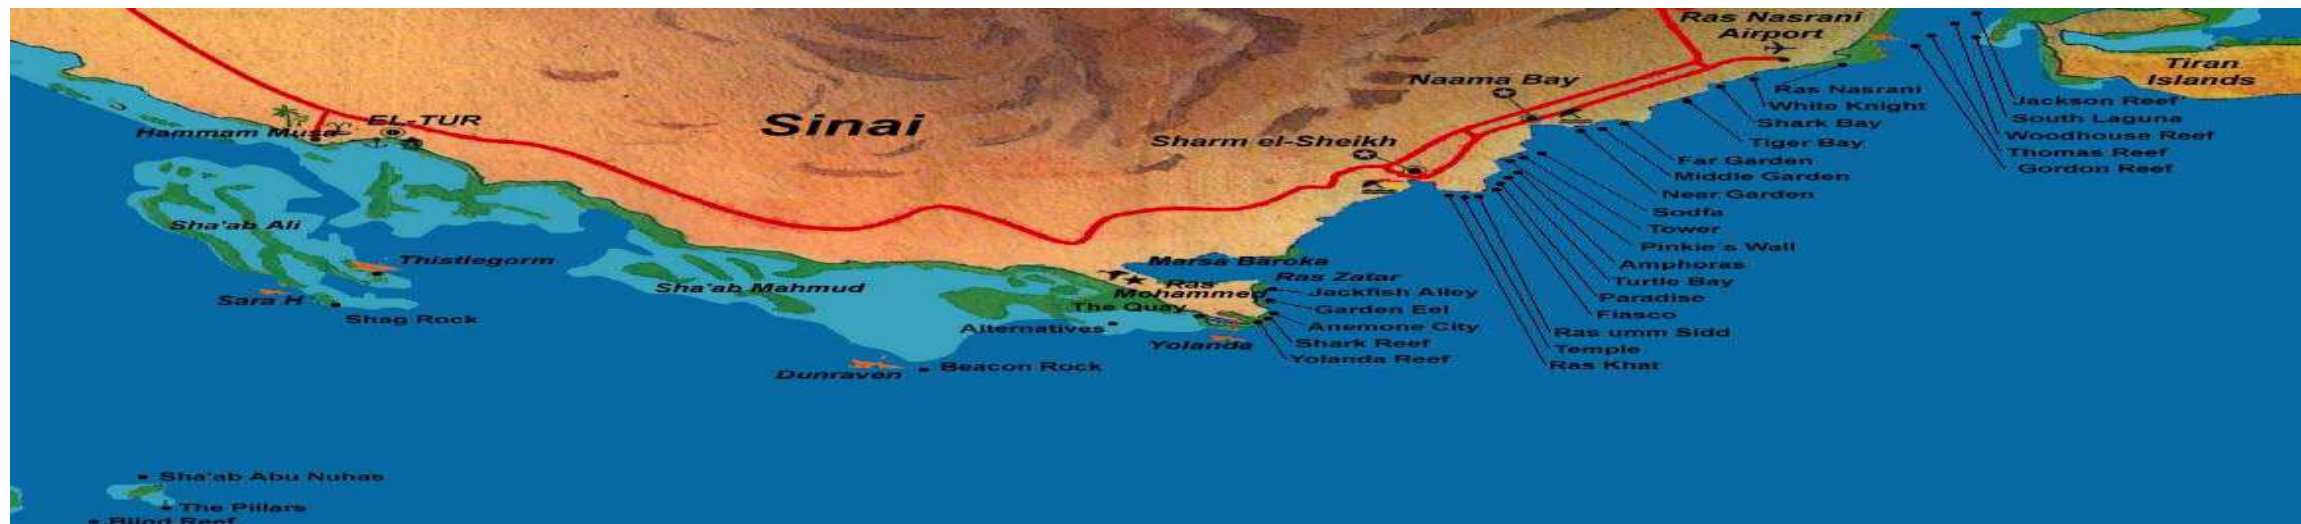 Ras Nasrani
Airport
Tiran
Islands
Naama Bay
Ras Nasrani
White Knight
Shark Bay
Tiger Bay
Far Garden
Middle Garden
Near Garden
Jackson Reef
South Laguna
Woodhouse Reef
Thomas Reef
Gordon Reef
Hammam Musa
EL-TUR
Sinai
Sharm el-Sheikh
Sodfa
Tower
Pinkie's Wall
Amphoras
Turtle Bay
Paradise
Fiasco
Ras umm Sidd
Temple
Ras Khat
Sha'ab Ali
Thistlegorm
Sara H
Shag Rock
Sha'ab Mahmud
Marsa Bareka
Ras Zatar
Ras
Mohammed
Jackfish Alley
The Quay
Garden Eel
Alternatives
Anemone City
Yolanda
Shark Reef
Yolanda Reef
Dunraven
Beacon Rock
Sha'ab Abu Nuhas
The Pillars
Blind Reef